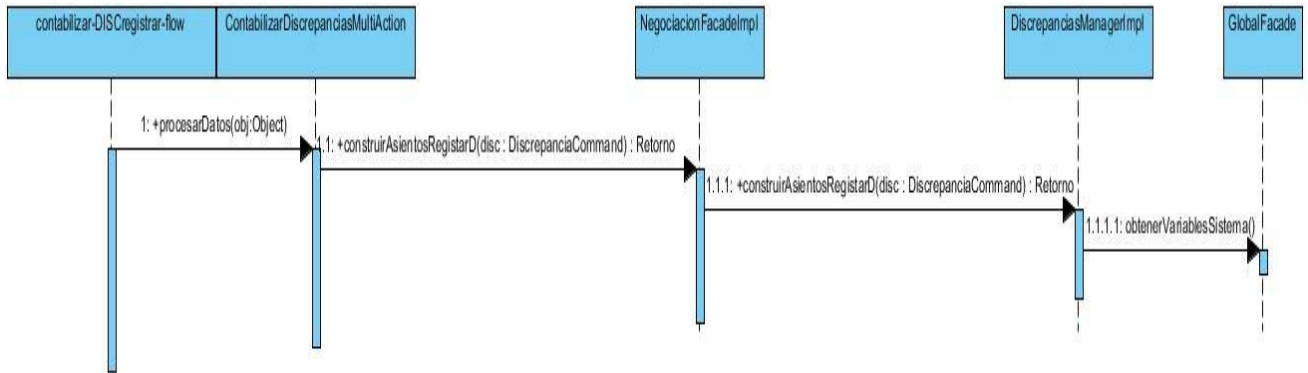 contabilizar-DISCregistrar-flow
ContabilizarDiscrepanciasMultiAction
NegociacionFacadeImpl
DiscrepanciasManagerImpl
GlobalFacade
1: +procesarDatos(obj:Object)
1.1: +construirAsientosRegistarD(disc : DiscrepanciaCommand) : Retorno
1.1.1: +construirAsientosRegistarD(disc : DiscrepanciaCommand) : Retorno
1.1.1.1: obtenerVariablesSistema()